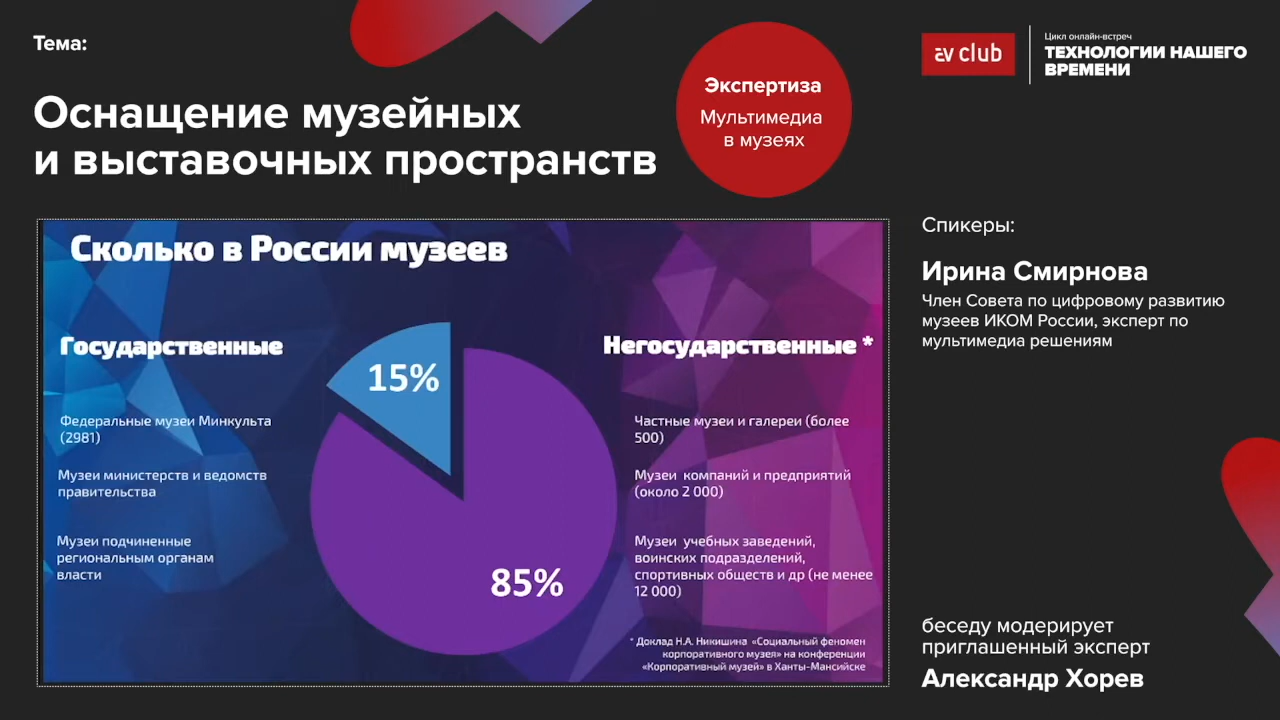 Тема:
Оснащение музейных
и выставочных пространств
Экспертиза
Мультимедиа
в музеях
av club
Цикл онлайн-встреч
ТЕХНОЛОГИИ НАШЕГО
ВРЕМЕНИ
Сколько в России музеев
Государственные
Федеральные музеи Минкульта
(2981)
Музеи министерств и ведомств
правительства
Музеи подчиненные
региональным органам
власти
15%
85%
Негосударственные *
Частные музеи и галереи (более
500)
Музеи компаний и предприятий
(около 2 000)
Музеи учебных заведений,
воинских подразделений,
спортивных обществ и др (не менее
12 000)
* Доклад Н.А. Никишина «Социальный феномен
корпоративного музея» на конференции
«Корпоративный музей» в Ханты-Мансийске
Спикеры:
Ирина Смирнова
Член Совета по цифровому развитию
музеев ИКОМ России, эксперт по
мультимедиа решениям
беседу модерирует
приглашенный эксперт
Александр Хорев